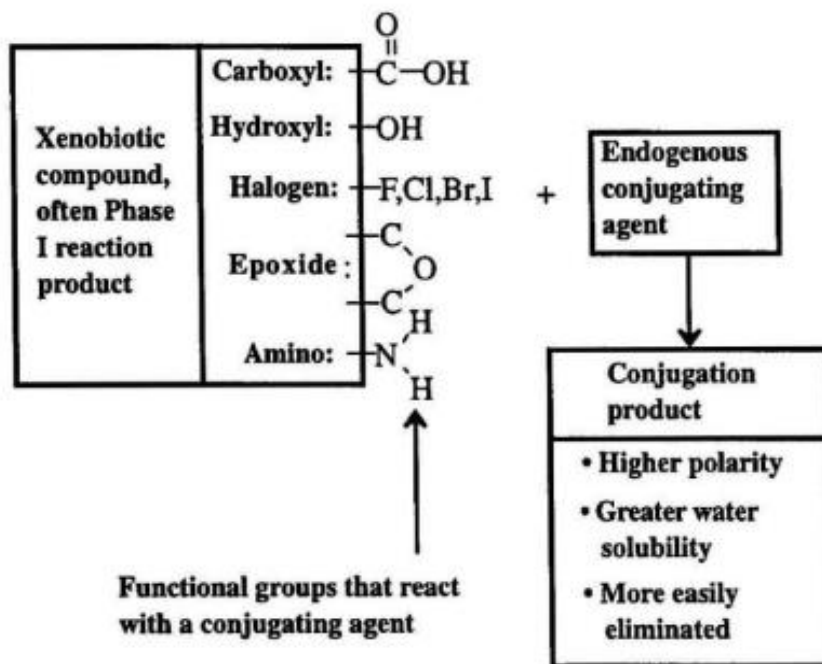 Xenobiotic
compound,
often Phase
I reaction
product
Carboxyl:
O
C
OH
Hydroxyl:
OH
Halogen:
F,Cl,Br,I
Epoxide :
C
O
C
Amino:
N
H
H
+
Endogenous
conjugating
agent
Conjugation
product
• Higher polarity
• Greater water
solubility
• More easily
eliminated
Functional groups that react
with a conjugating agent